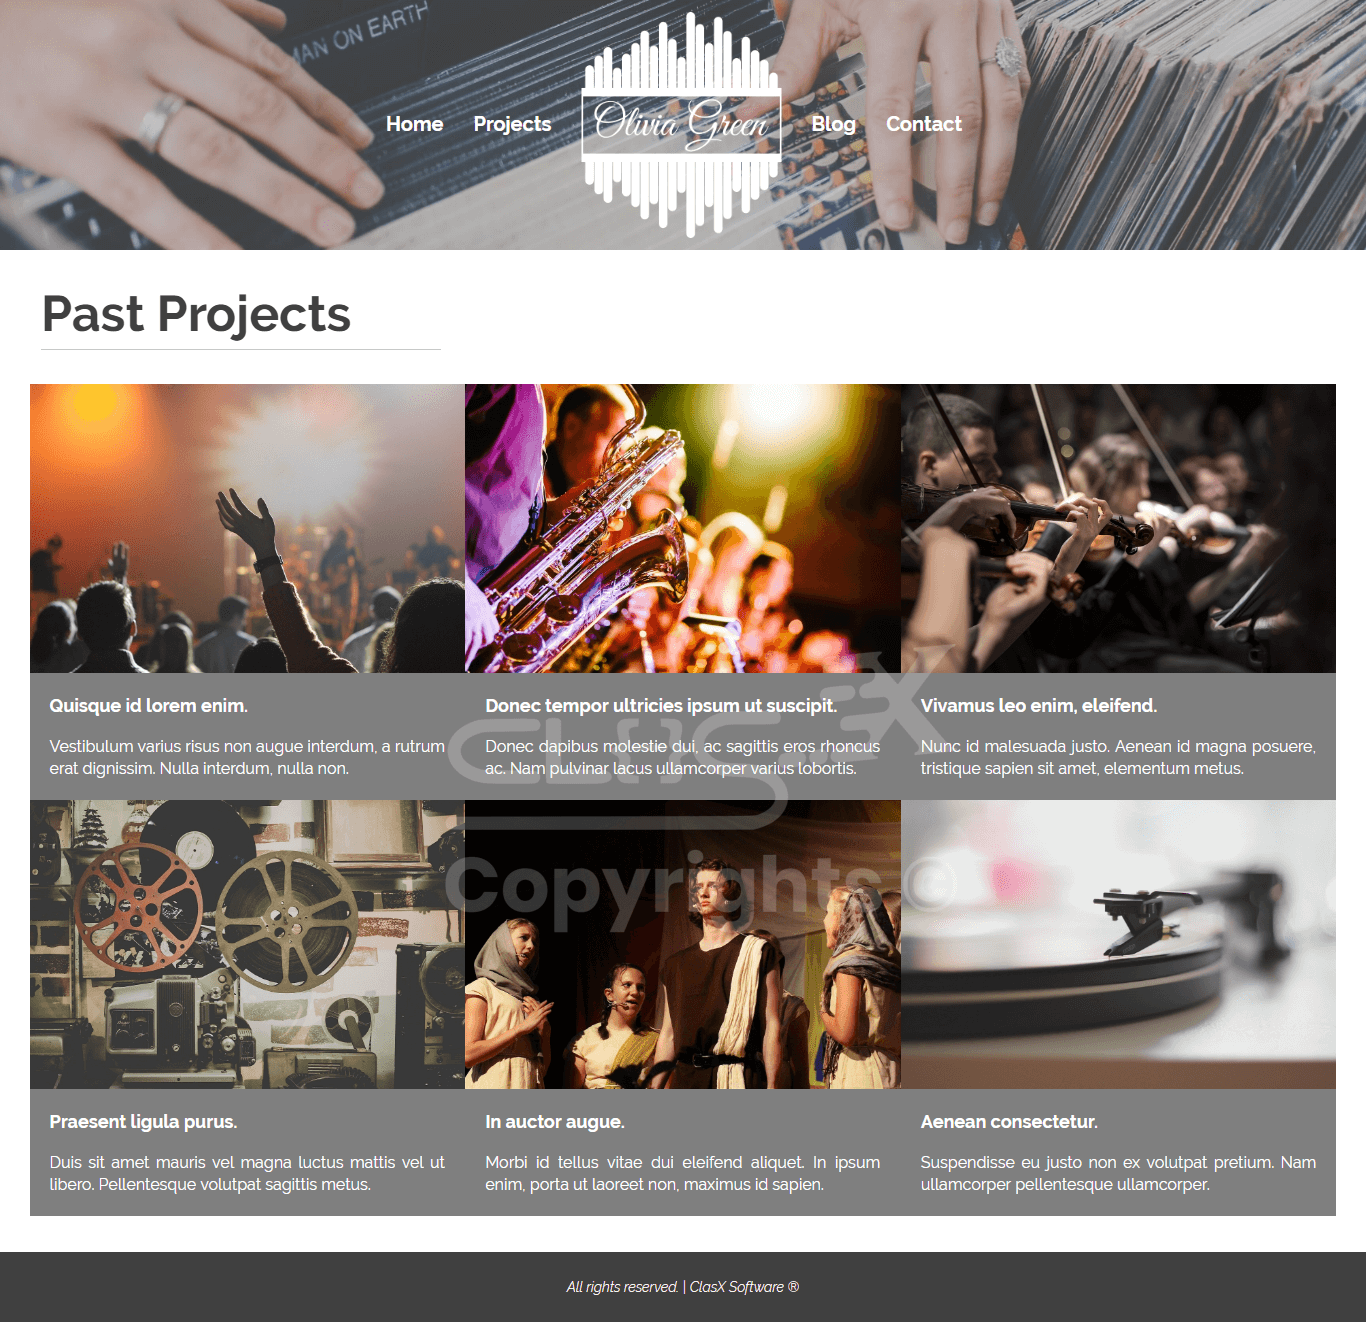 MAN ON EARTH
Home
Projects
Olivia Green
Blog
Contact
Past Projects
Quisque id lorem enim.
Vestibulum varius risus non augue interdum, a rutrum
erat dignissim. Nulla interdum, nulla non.
Donec tempor ultricies ipsum ut suscipit.
Donec dapibus molestie dui, ac sagittis eros rhoncus
ac. Nam pulvinar lacus ullamcorper varius lobortis.
Vivamus leo enim, eleifend.
Nunc id malesuada justo. Aenean id magna posuere,
tristique sapien sit amet, elementum metus.
CLASX
Copyrights ©
Praesent ligula purus.
Duis sit amet mauris vel magna luctus mattis vel ut
libero. Pellentesque volutpat sagittis metus.
In auctor augue.
Morbi id tellus vitae dui eleifend aliquet. In ipsum
enim, porta ut laoreet non, maximus id sapien.
Aenean consectetur.
Suspendisse eu justo non ex volutpat pretium. Nam
ullamcorper pellentesque ullamcorper.
All rights reserved. | ClasX Software ®